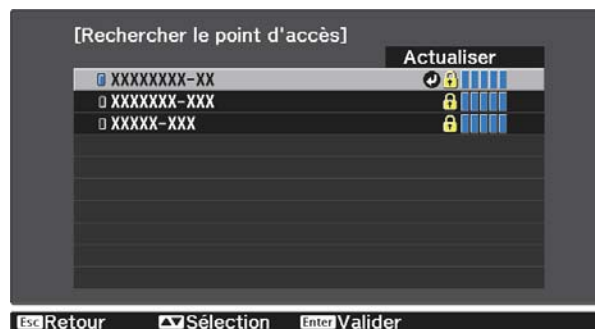 [Rechercher le point d'accès]
Actualiser
XXXXXXXX-XX
XXXXXXX-XXX
XXXXX-XXX
Esc Retour Sélection Enter Valider